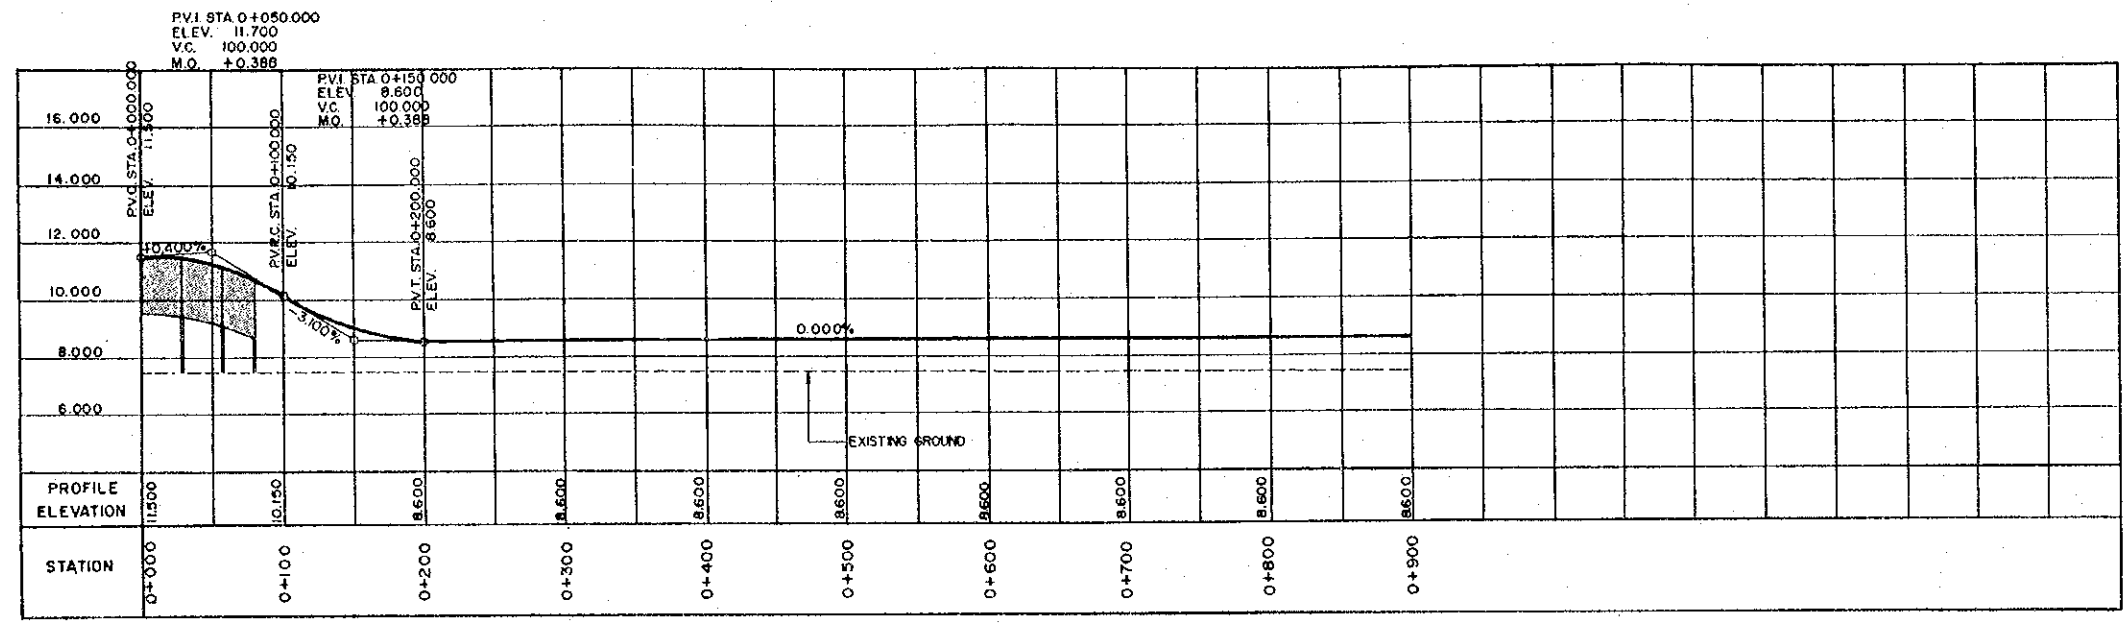 P.V.I. STA. 0+050.000
ELEV. 11.700
V.C. 100.000
M.O. +0.388
P.V.I. STA. 0+150.000
ELEV. 8.600
V.C. 100.000
M.O. +0.388
P.V.C. STA. 0+000.000
ELEV. 11.500
P.V.R.C. STA. 0+100.000
ELEV. 10.150
P.V.T. STA. 0+200.000
ELEV. 8.600
16.000
14.000
12.000
10.000
8.000
6.000
+0.400%
-3.100%
0.000%
EXISTING GROUND
PROFILE
ELEVATION
11.500 10.150 8.600 8.600 8.600 8.600 8.600 8.600 8.600
STATION
0+000 0+100 0+200 0+300 0+400 0+500 0+600 0+700 0+800 0+900